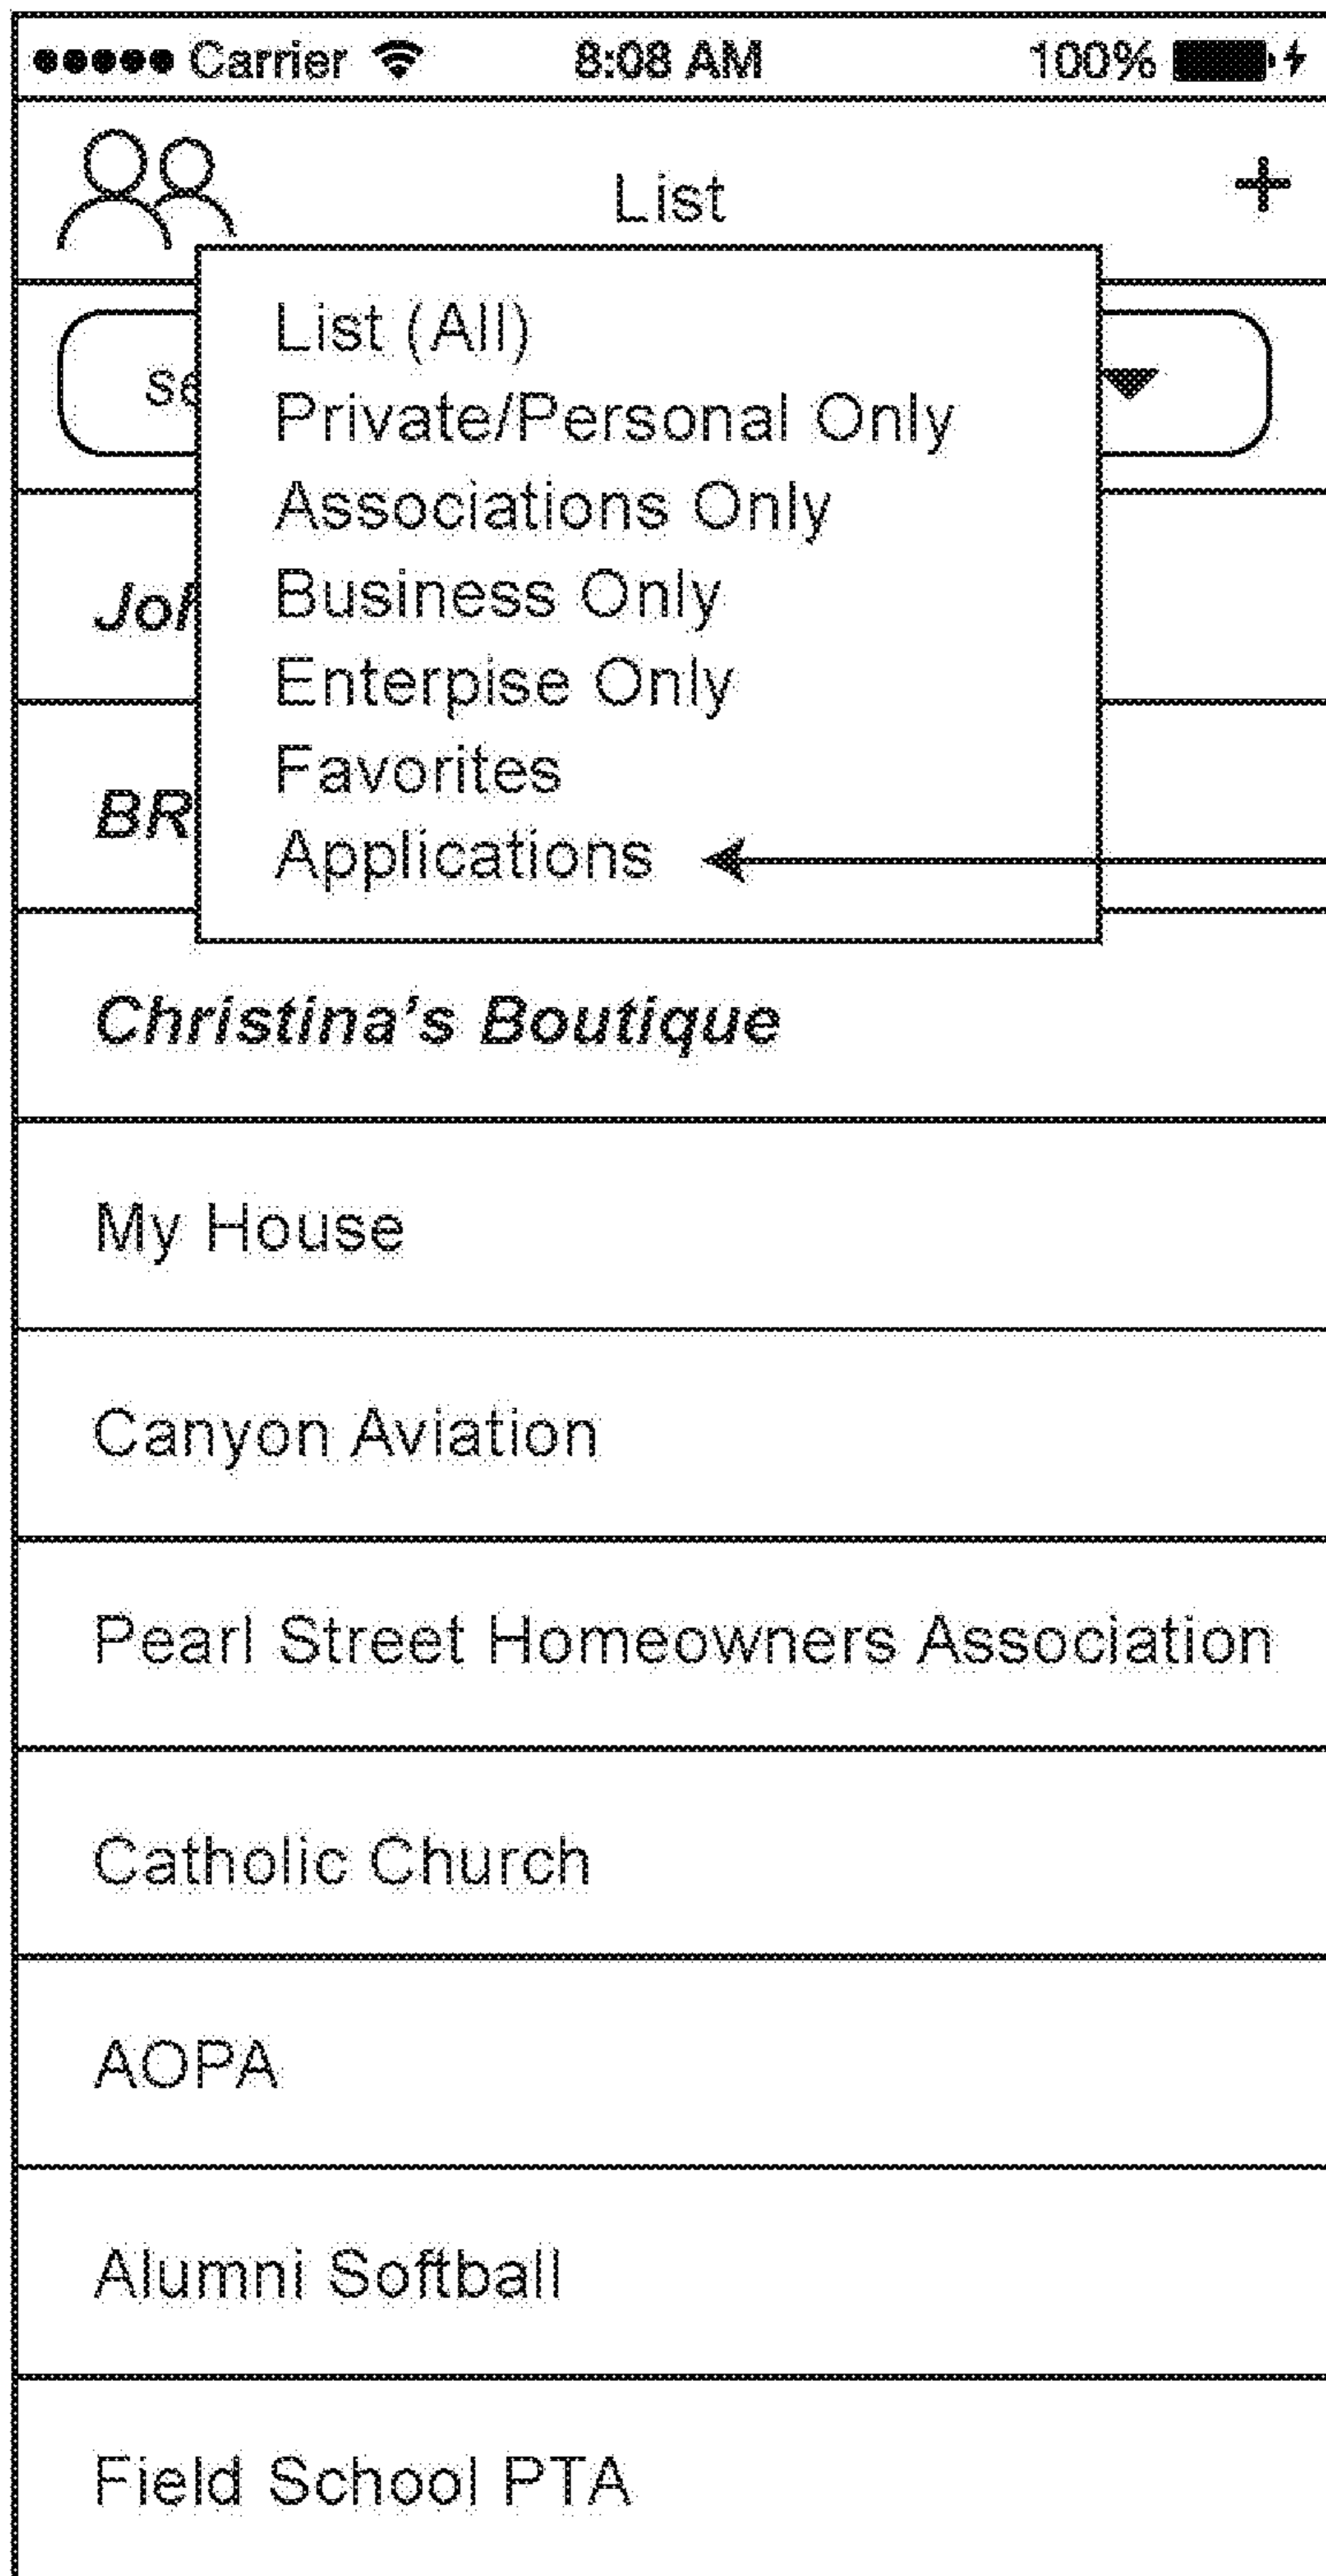 Carrier 8:08 AM 100%
List +
List (All)
Private/Personal Only
Associations Only
Business Only
Enterpise Only
Favorites
Applications
Christina's Boutique
My House
Canyon Aviation
Pearl Street Homeowners Association
Catholic Church
AOPA
Alumni Softball
Field School PTA